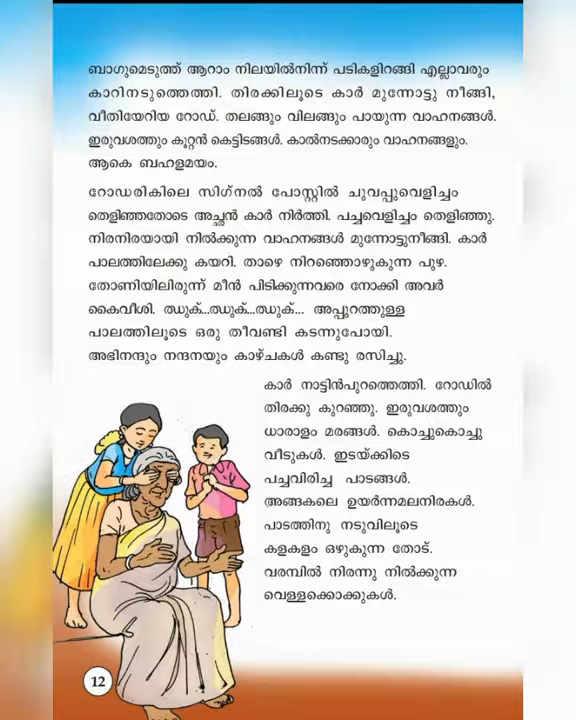 ബാഗുമെടുത്ത് ആറാം നിലയിൽനിന്ന് പടികളിറങ്ങി എല്ലാവരും
കാറിനടുത്തെത്തി. തിരക്കിലൂടെ കാർ മുന്നോട്ടു നീങ്ങി,
വീതിയേറിയ റോഡ്. തലങ്ങും വിലങ്ങും പായുന്ന വാഹനങ്ങൾ.
ഇരുവശത്തും കൂറ്റൻ കെട്ടിടങ്ങൾ. കാൽനടക്കാരും വാഹനങ്ങളും.
ആകെ ബഹളമയം.
റോഡരികിലെ സിഗ്നൽ പോസ്റ്റിൽ ചുവപ്പുവെളിച്ചം
തെളിഞ്ഞതോടെ അച്ഛൻ കാർ നിർത്തി. പച്ചവെളിച്ചം തെളിഞ്ഞു.
നിരനിരയായി നിൽക്കുന്ന വാഹനങ്ങൾ മുന്നോട്ടുനീങ്ങി. കാർ
പാലത്തിലേക്കു കയറി. താഴെ നിറഞ്ഞൊഴുകുന്ന പുഴ.
തോണിയിലിരുന്ന് മീൻ പിടിക്കുന്നവരെ നോക്കി അവർ
കൈവീശി. ഝുക്...ഝുക്...ഝുക്... അപ്പുറത്തുള്ള
പാലത്തിലൂടെ ഒരു തീവണ്ടി കടന്നുപോയി.
അഭിനന്ദും നന്ദനയും കാഴ്ചകൾ കണ്ടു രസിച്ചു.
കാർ നാട്ടിൻപുറത്തെത്തി. റോഡിൽ
തിരക്കു കുറഞ്ഞു. ഇരുവശത്തും
ധാരാളം മരങ്ങൾ. കൊച്ചുകൊച്ചു
വീടുകൾ. ഇടയ്ക്കിടെ
പച്ചവിരിച്ച പാടങ്ങൾ.
അങ്ങകലെ ഉയർന്നമലനിരകൾ.
പാടത്തിനു നടുവിലൂടെ
കളകളം ഒഴുകുന്ന തോട്.
വരമ്പിൽ നിരന്നു നിൽക്കുന്ന
വെള്ളക്കൊക്കുകൾ.
12